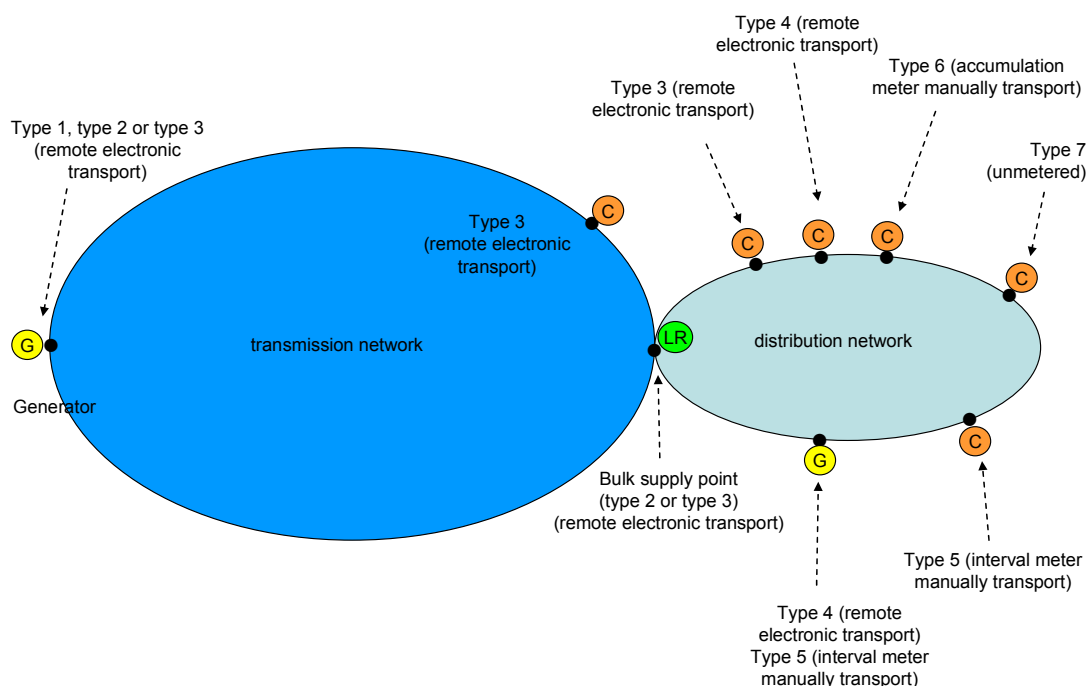 Type 4 (remote
electronic transport)
Type 6 (accumulation
meter manually transport)
Type 3 (remote
electronic transport)
Type 7
(unmetered)
Type 1, type 2 or type 3
(remote electronic
transport)
C
Type 3
(remote electronic
transport)
C
C
C
C
G
transmission network
LR
distribution network
Generator
C
G
Bulk supply point
(type 2 or type 3)
(remote electronic transport)
Type 5 (interval meter
manually transport)
Type 4 (remote
electronic transport)
Type 5 (interval meter
manually transport)